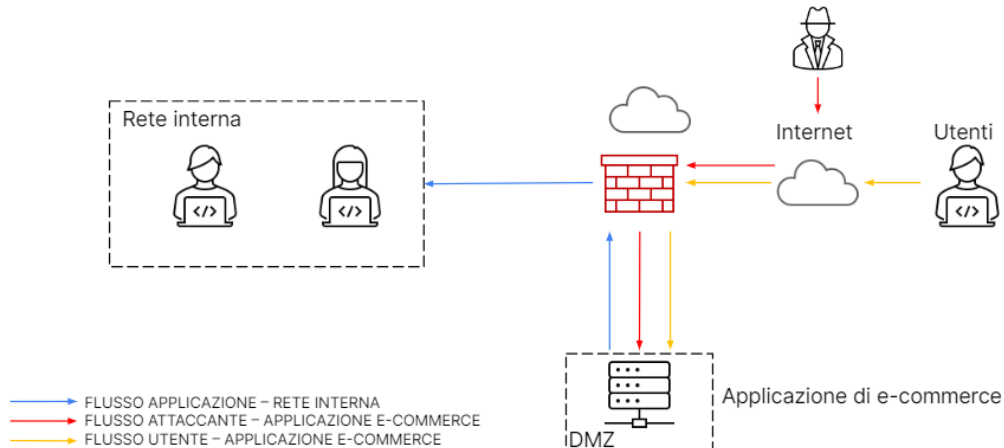 Rete interna
Internet
Utenti
</>
</>
</>
Applicazione di e-commerce
DMZ
FLUSSO APPLICAZIONE – RETE INTERNA
FLUSSO ATTACCANTE – APPLICAZIONE E-COMMERCE
FLUSSO UTENTE – APPLICAZIONE E-COMMERCE